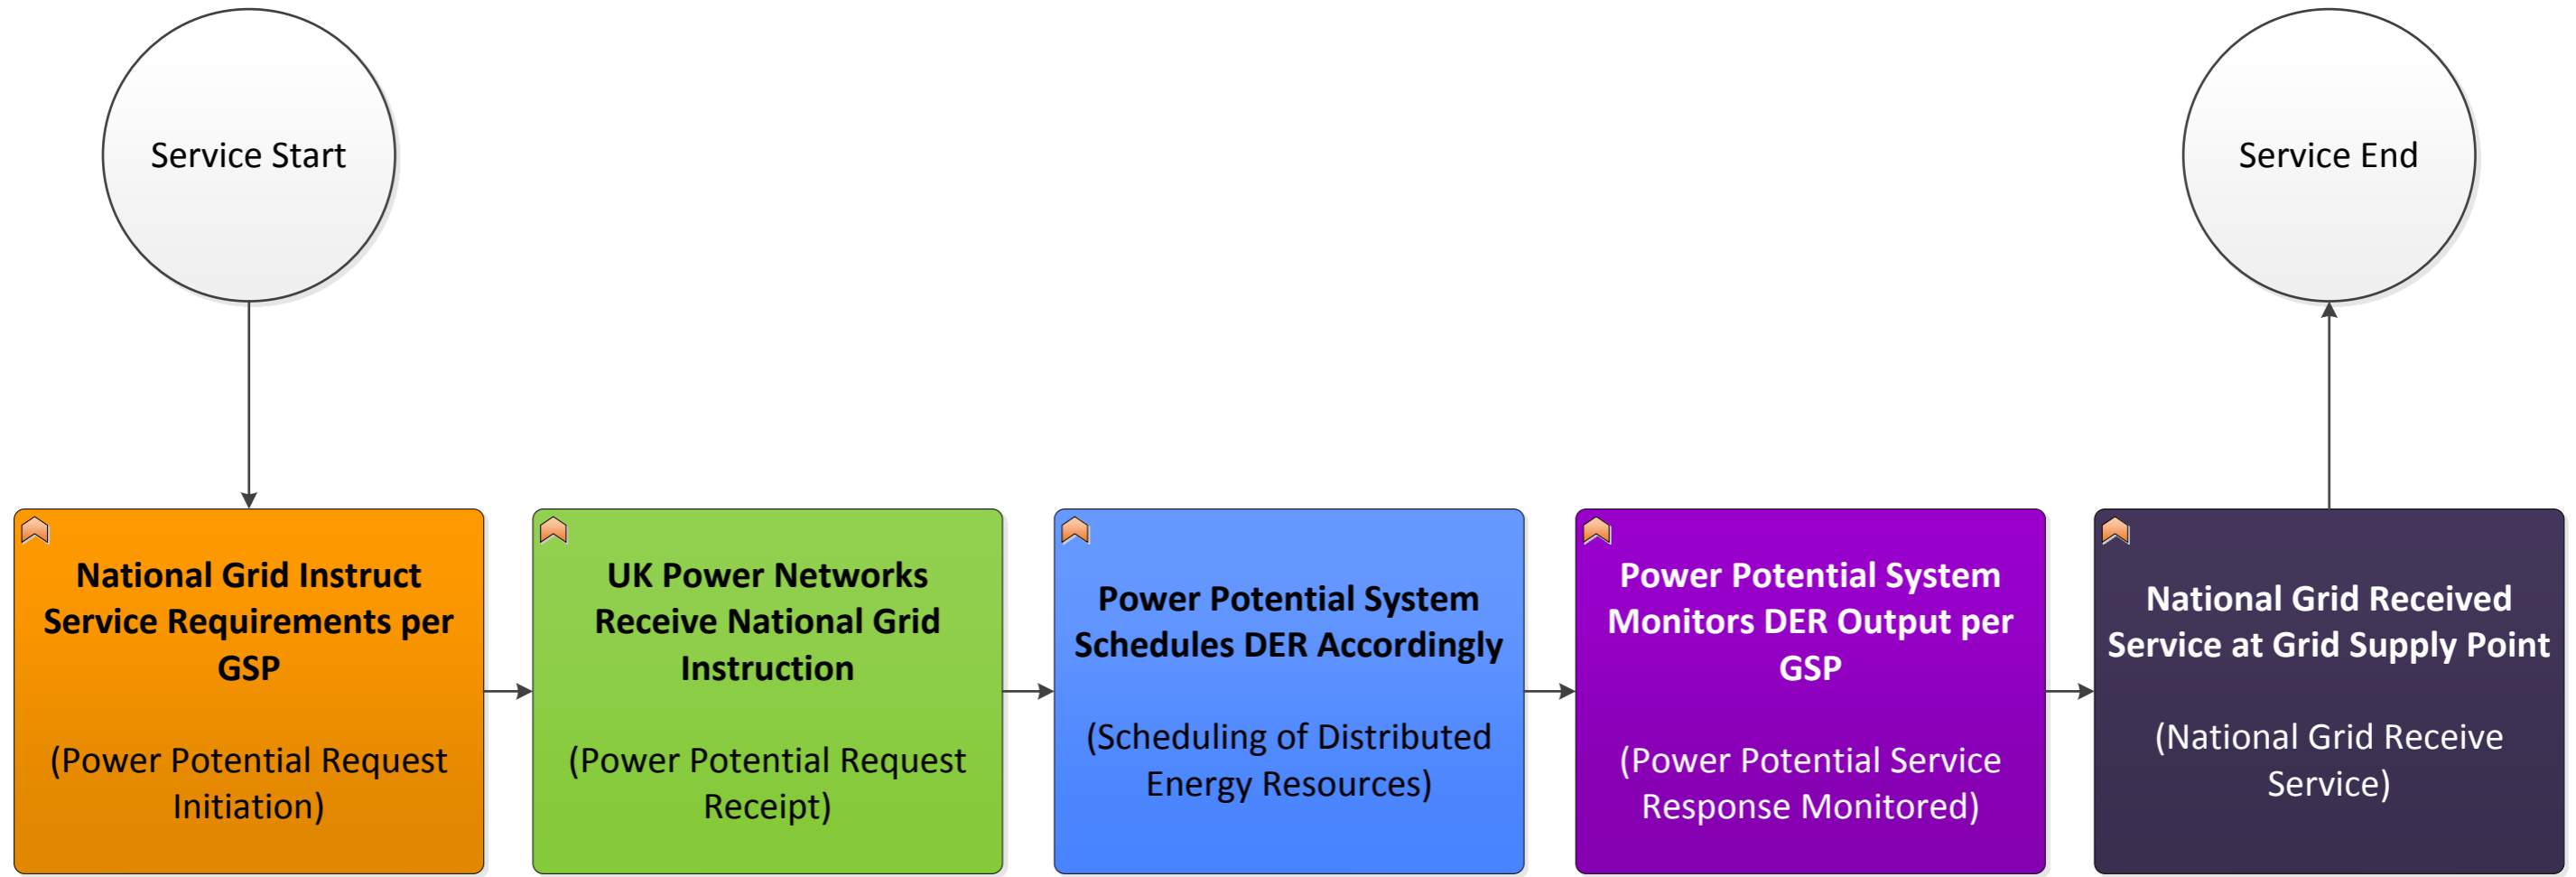 Service Start
Service End
National Grid Instruct
Service Requirements per
GSP
(Power Potential Request
Initiation)
UK Power Networks
Receive National Grid
Instruction
(Power Potential Request
Receipt)
Power Potential System
Schedules DER Accordingly
(Scheduling of Distributed
Energy Resources)
Power Potential System
Monitors DER Output per
GSP
(Power Potential Service
Response Monitored)
National Grid Received
Service at Grid Supply Point
(National Grid Receive
Service)